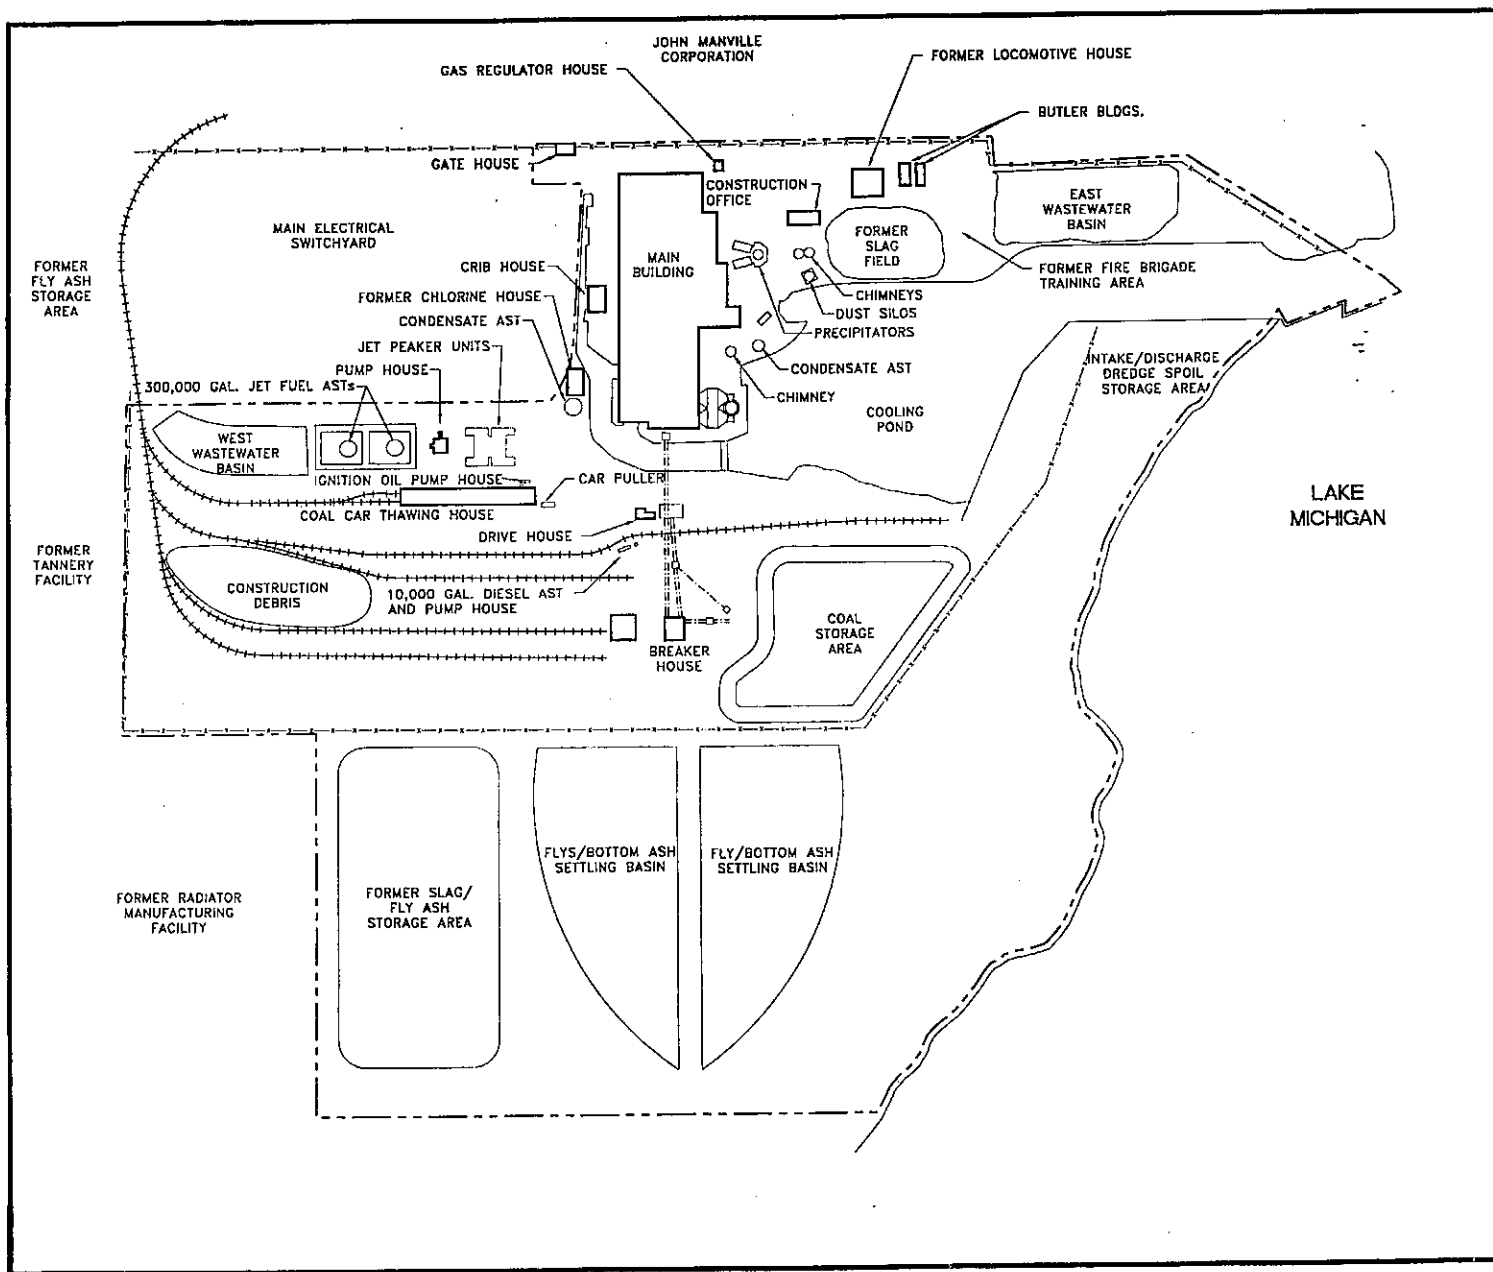 JOHN MANVILLE
CORPORATION
GAS REGULATOR HOUSE
FORMER LOCOMOTIVE HOUSE
BUTLER BLDGS.
GATE HOUSE
CONSTRUCTION
OFFICE
EAST
WASTEWATER
BASIN
MAIN ELECTRICAL
SWITCHYARD
FORMER
SLAG
FIELD
MAIN
BUILDING
FORMER
FLY ASH
STORAGE
AREA
CRIB HOUSE
FORMER FIRE BRIGADE
TRAINING AREA
FORMER CHLORINE HOUSE
CHIMNEYS
DUST SILOS
CONDENSATE AST
PRECIPITATORS
JET PEAKER UNITS
PUMP HOUSE
INTAKE/DISCHARGE
DREDGE SPOIL
STORAGE AREA
CONDENSATE AST
300,000 GAL. JET FUEL ASTs
CHIMNEY
COOLING
POND
WEST
WASTEWATER
BASIN
IGNITION OIL PUMP HOUSE
CAR PULLER
COAL CAR THAWING HOUSE
LAKE
MICHIGAN
DRIVE HOUSE
FORMER
TANNERY
FACILITY
CONSTRUCTION
DEBRIS
10,000 GAL. DIESEL AST
AND PUMP HOUSE
COAL
STORAGE
AREA
BREAKER
HOUSE
FLYS/BOTTOM ASH
SETTLING BASIN
FLY/BOTTOM ASH
SETTLING BASIN
FORMER SLAG/
FLY ASH
STORAGE AREA
FORMER RADIATOR
MANUFACTURING
FACILITY